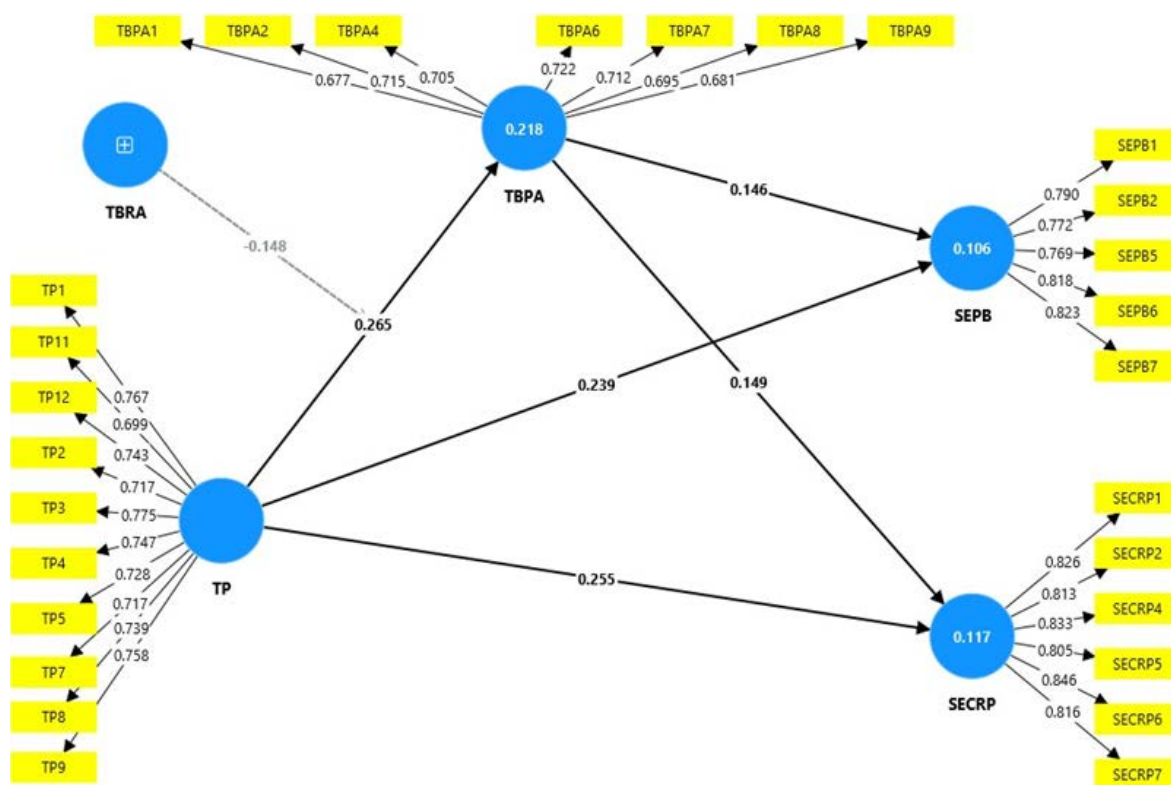 TBPA1
TBPA2
TBPA4
TBPA6
TBPA7
TBPA8
TBPA9
0.677
0.715
0.705
0.722
0.712
0.695
0.681
0.218
TBPA
TBRA
-0.148
0.265
0.146
0.239
0.149
0.255
SEPB1
SEPB2
SEPB5
SEPB6
SEPB7
0.790
0.772
0.769
0.818
0.823
0.106
SEPB
TP1
TP11
TP12
TP2
TP3
TP4
TP5
TP7
TP8
TP9
0.767
0.699
0.743
0.717
0.775
0.747
0.728
0.717
0.739
0.758
TP
SECRP1
SECRP2
SECRP4
SECRP5
SECRP6
SECRP7
0.826
0.813
0.833
0.805
0.846
0.816
0.117
SECRP